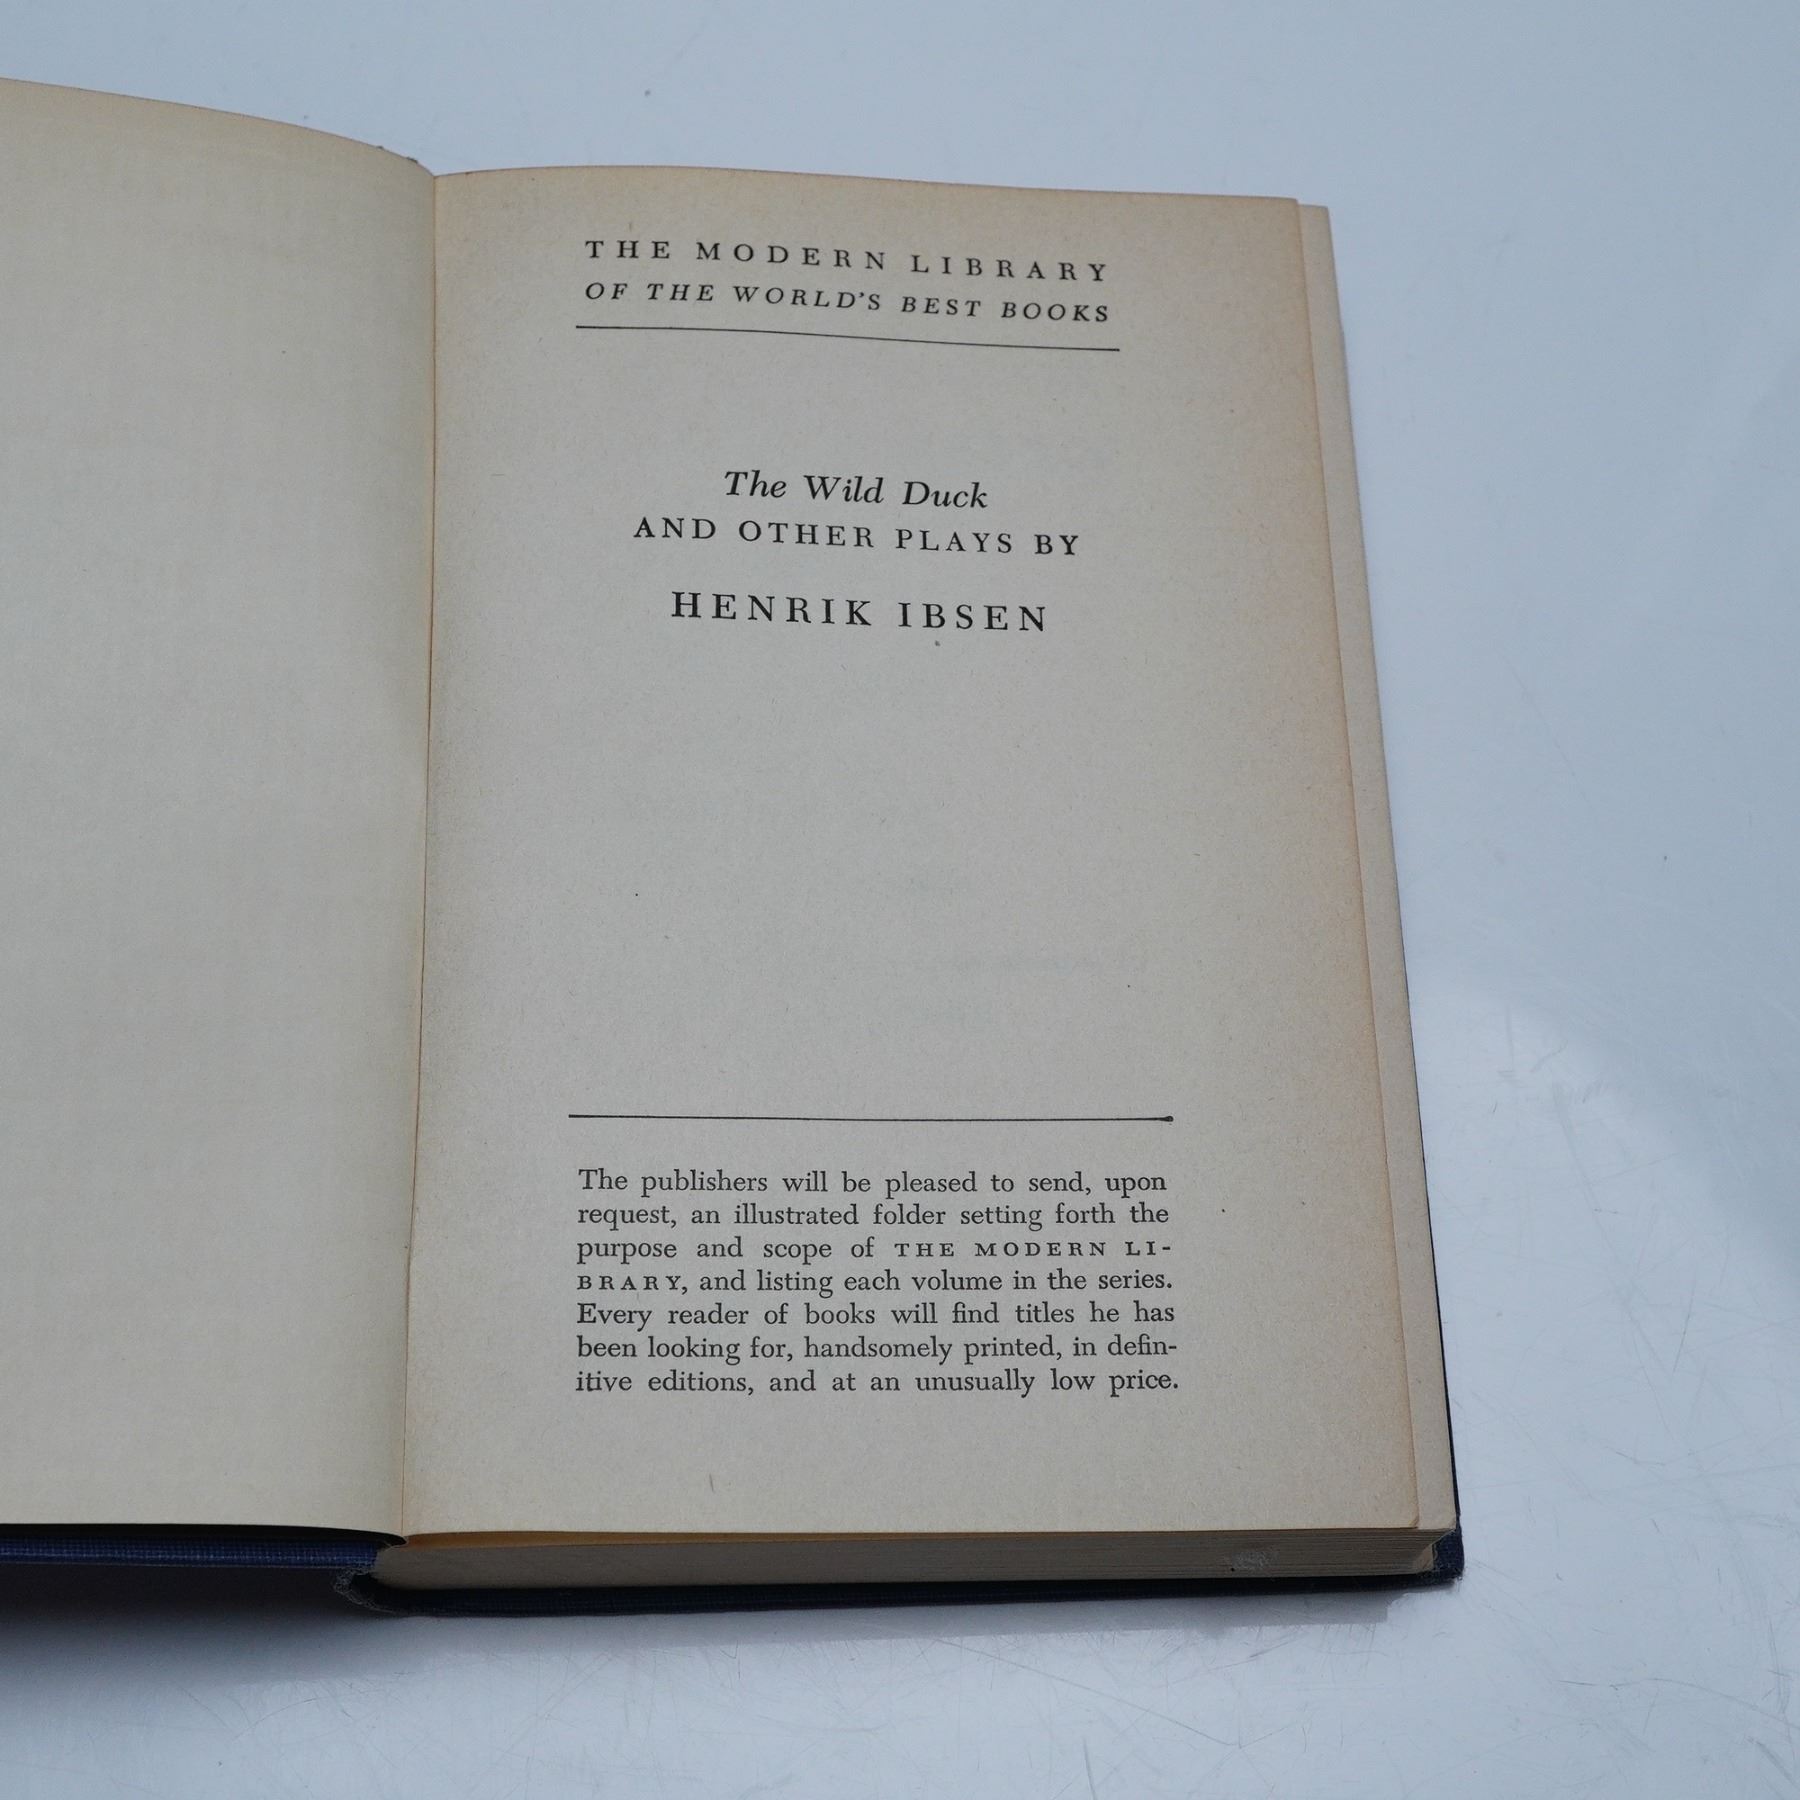 THE MODERN LIBRARY
OF THE WORLD'S BEST BOOKS
The Wild Duck
AND OTHER PLAYS BY
HENRIK IBSEN
The publishers will be pleased to send, upon
request, an illustrated folder setting forth the
purpose and scope of THE MODERN LI-
BRARY, and listing each volume in the series.
Every reader of books will find titles he has
been looking for, handsomely printed, in defin-
itive editions, and at an unusually low price.